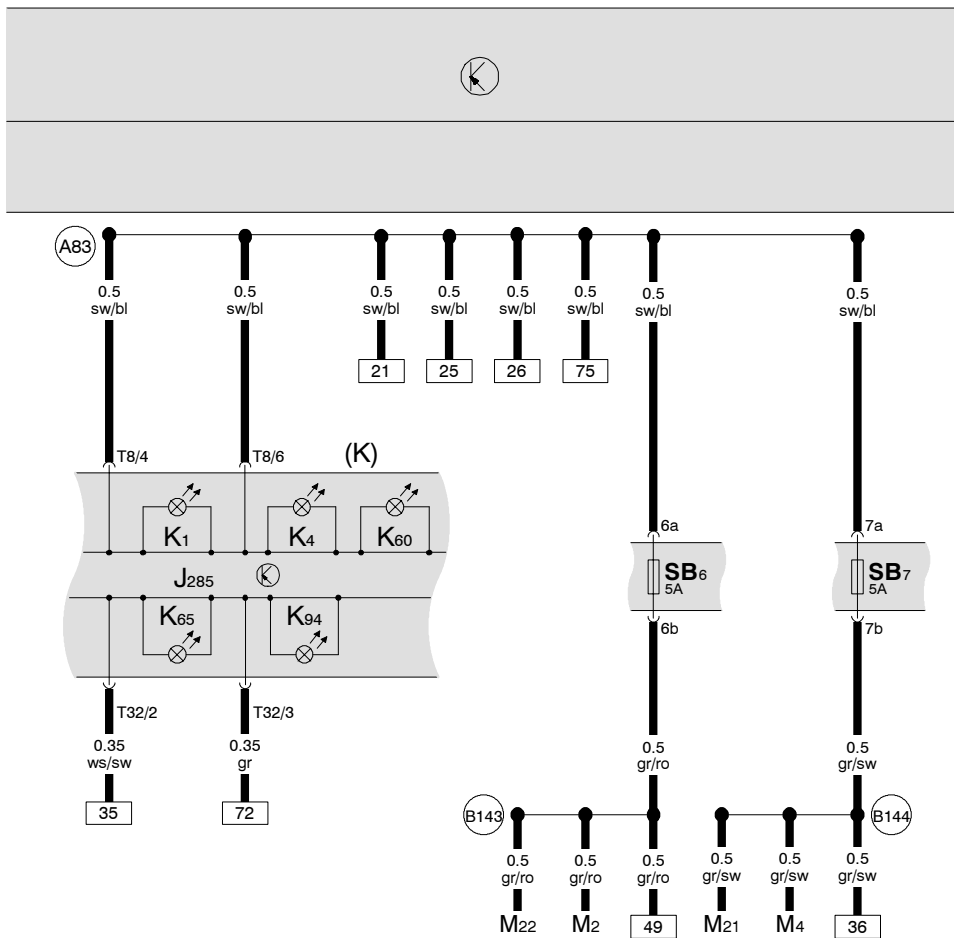 A83
0.5 0.5 0.5 0.5 0.5 0.5 0.5 0.5
sw/bl sw/bl sw/bl sw/bl sw/bl sw/bl sw/bl sw/bl
21 25 26 75
T8/4 T8/6 (K)
K1 K4 K60
6a 7a
J285
SB6 SB7
5A 5A
K65 K94
6b 7b
T32/2 T32/3
0.35 0.35 0.5 0.5
ws/sw gr gr/ro gr/sw
35 72
B143 B144
0.5 0.5 0.5 0.5 0.5 0.5
gr/ro gr/ro gr/ro gr/sw gr/sw gr/sw
M22 M2 49 M21 M4 36